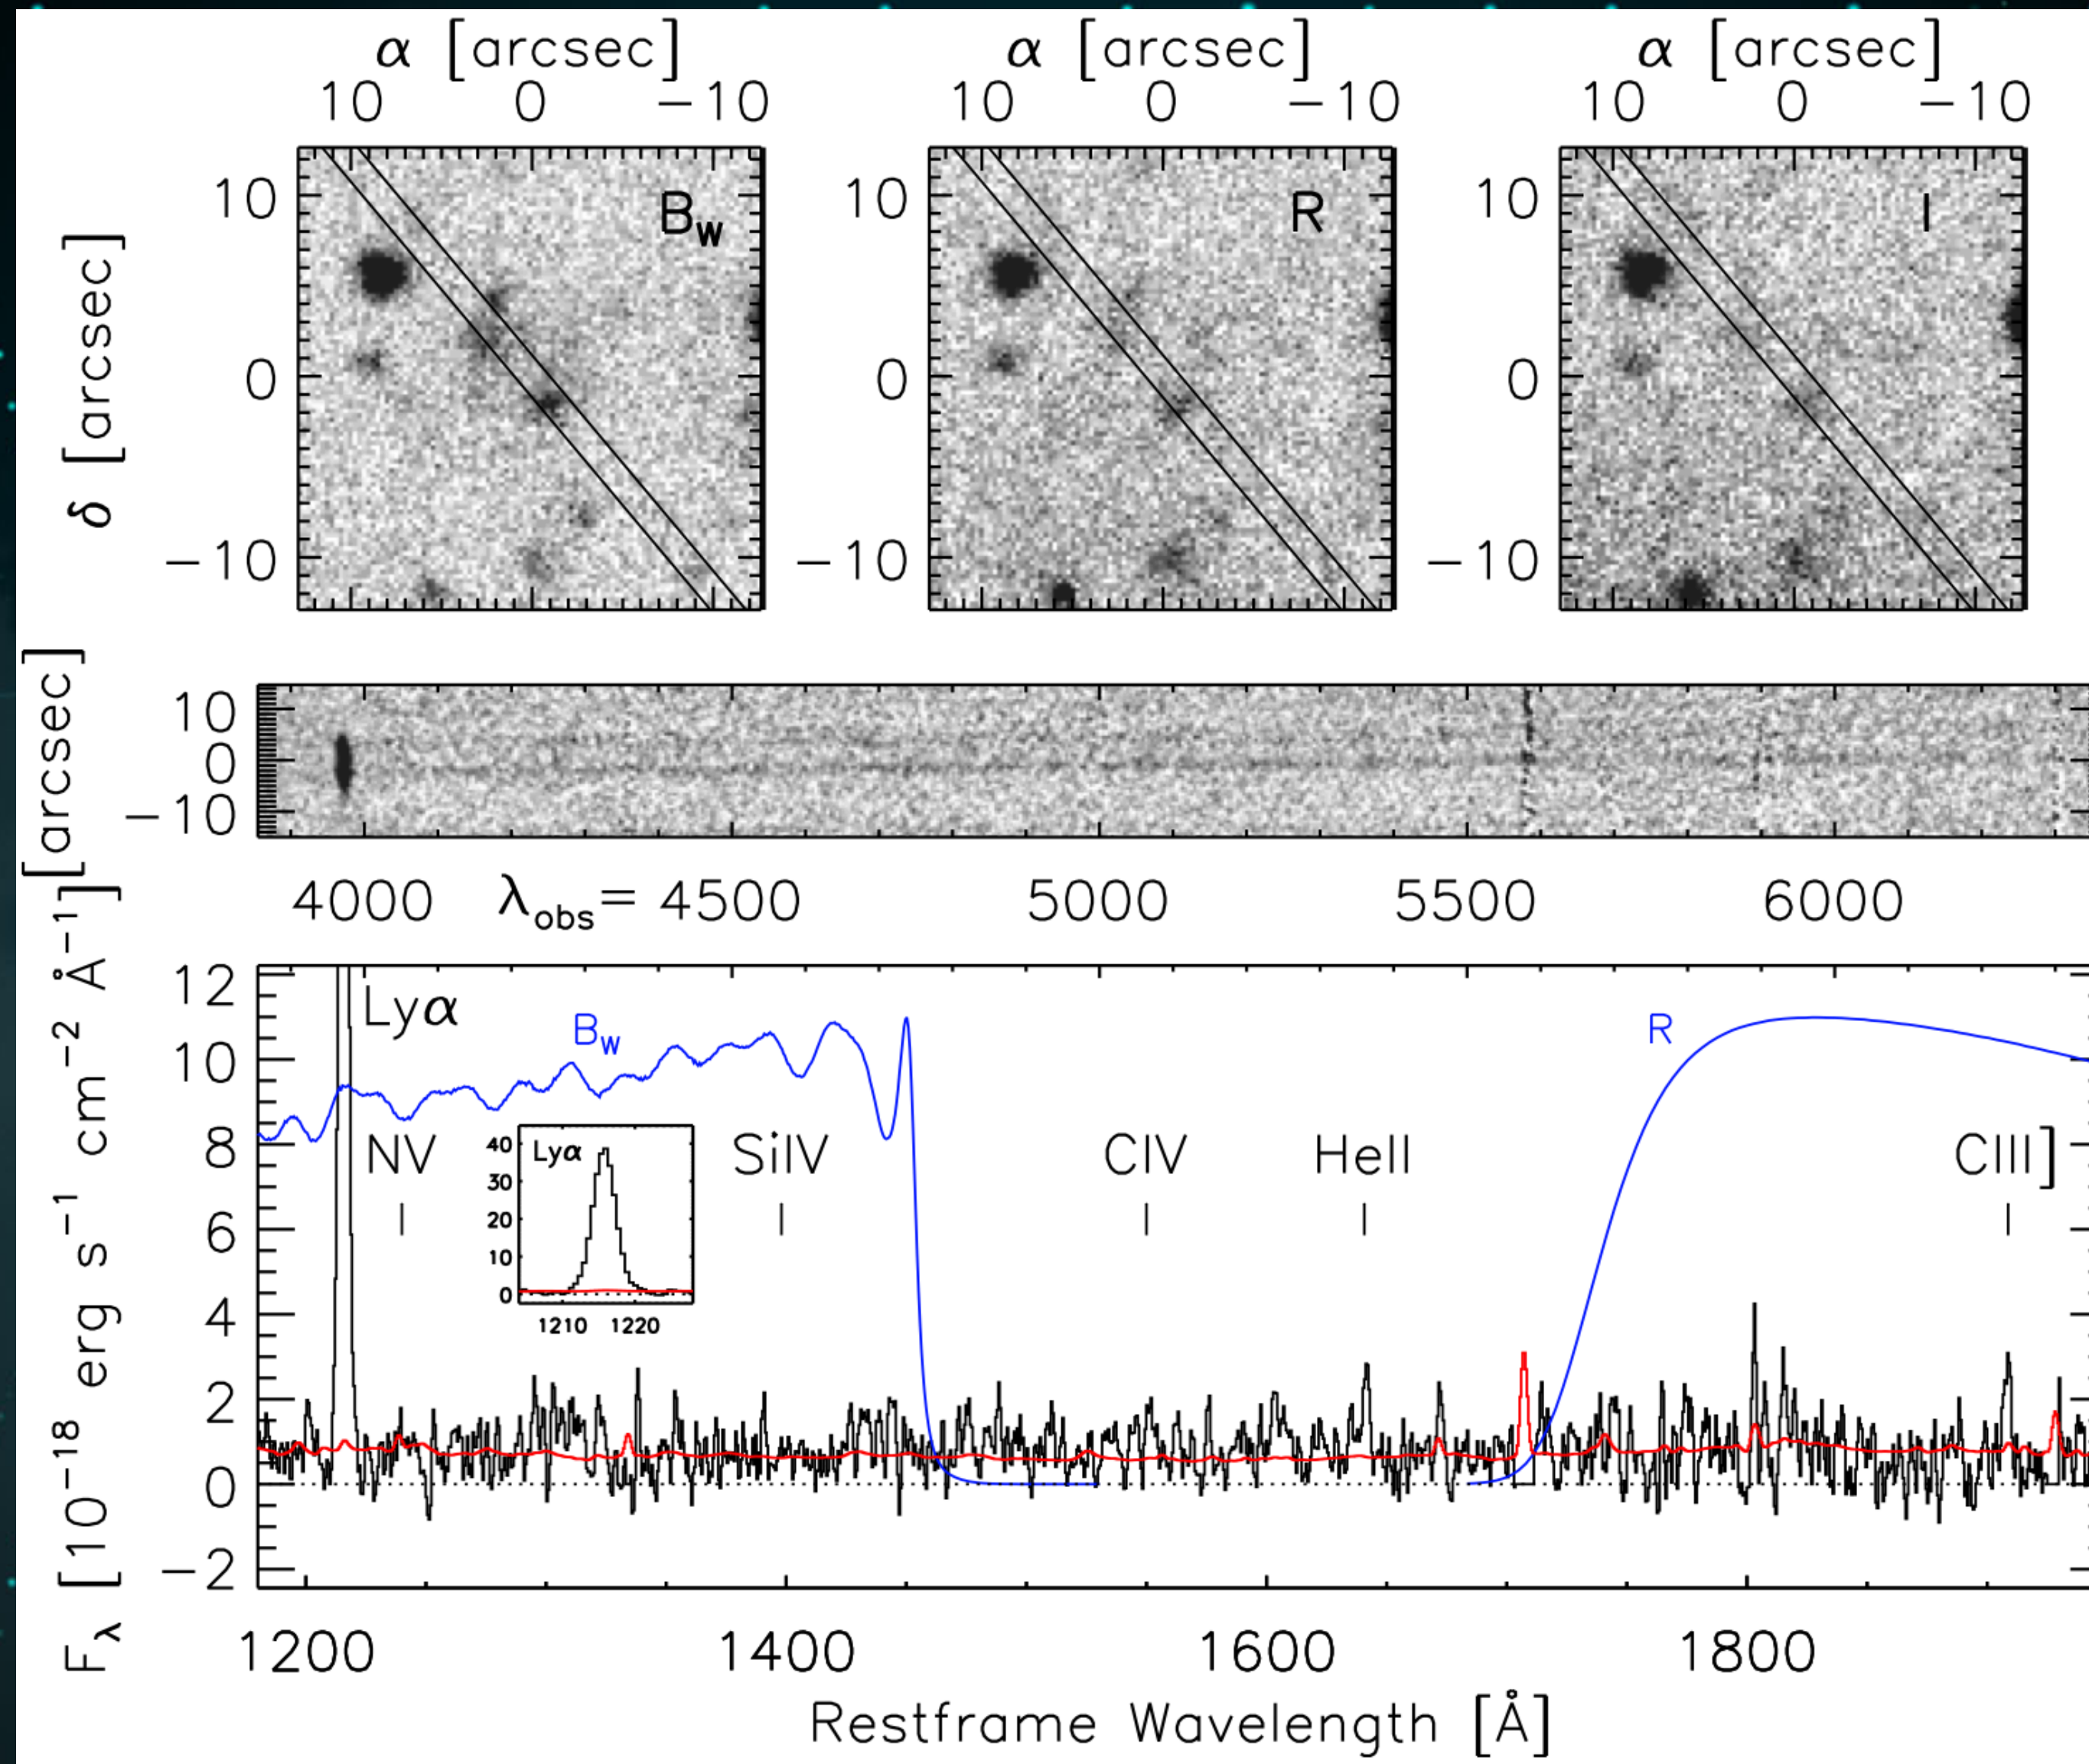 α [arcsec] α [arcsec] α [arcsec]
10 0 −10 10 0 −10 10 0 −10
δ [arcsec]
10 0 −10
B_W
10 0 −10
R
10 0 −10
I
[arcsec]
10
0
−10
4000 λ_obs= 4500 5000 5500 6000
F_λ [10^−18 erg s^−1 cm^−2 Å^−1]
12
10
8
6
4
2
0
−2
Lyα
B_W
R
NV SiIV CIV HeII CIII]
Lyα
40
30
20
10
0
1210 1220
1200 1400 1600 1800
Restframe Wavelength [Å]